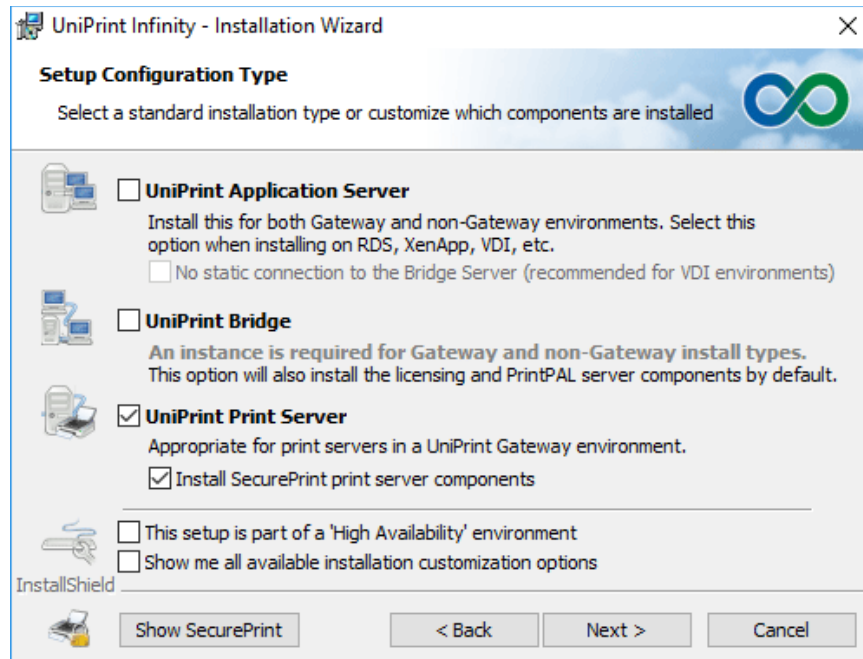 UniPrint Infinity - Installation Wizard
Setup Configuration Type
Select a standard installation type or customize which components are installed
UniPrint Application Server
Install this for both Gateway and non-Gateway environments. Select this
option when installing on RDS, XenApp, VDI, etc.
No static connection to the Bridge Server (recommended for VDI environments)
UniPrint Bridge
An instance is required for Gateway and non-Gateway install types.
This option will also install the licensing and PrintPAL server components by default.
UniPrint Print Server
Appropriate for print servers in a UniPrint Gateway environment.
Install SecurePrint print server components
This setup is part of a 'High Availability' environment
Show me all available installation customization options
InstallShield
Show SecurePrint
< Back
Next >
Cancel